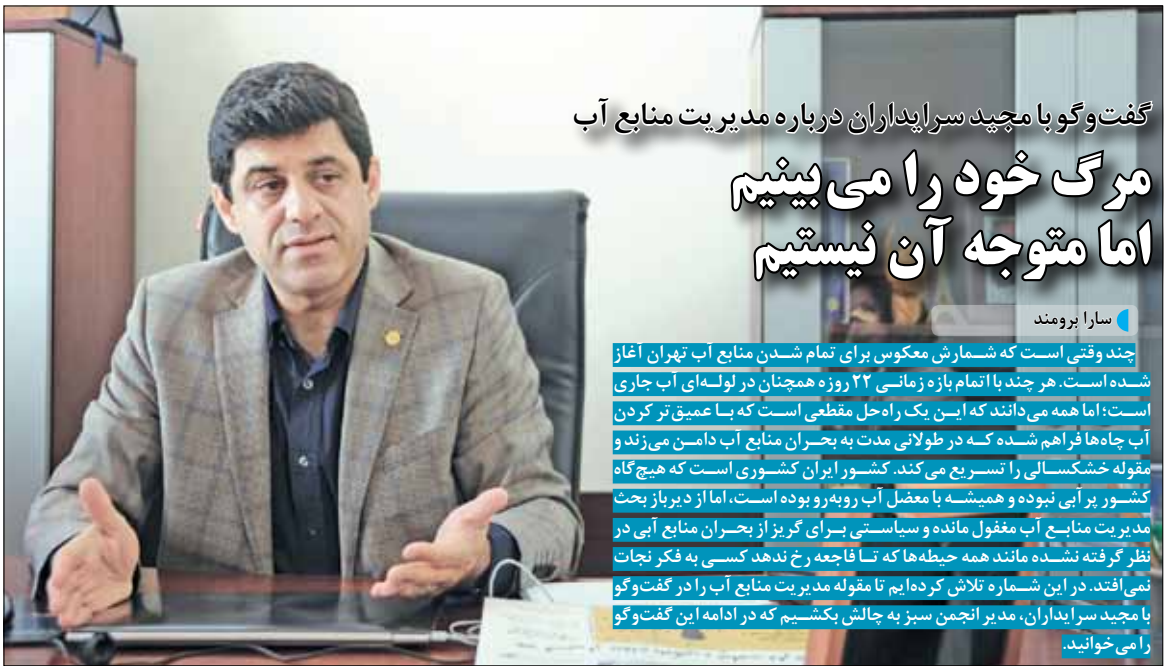 گفت‌وگو با مجید سرایداران درباره مدیریت منابع آب
مرگ خود را می‌بینیم
اما متوجه آن نیستیم
سارا برومند
چند وقتی است که شمارش معکوس برای تمام شدن منابع آب تهران آغاز
شده است. هر چند با اتمام بازه زمانی ۲۲ روزه همچنان در لوله‌ای آب جاری
است؛ اما همه می‌دانند که این یک راه‌حل مقطعی است که با عمیق‌تر کردن
آب چاه‌ها فراهم شده که در طولانی مدت به بحران منابع آب دامن می‌زند و
مقوله خشکسالی را تسریع می‌کند. کشور ایران کشوری است که هیچ‌گاه
کشور پر آبی نبوده و همیشه با معضل آب روبه‌رو بوده است، اما از دیرباز بحث
مدیریت منابع آب مغفول مانده و سیاستی برای گریز از بحران منابع آبی در
نظر گرفته نشده مانند همه حیطه‌ها که تا فاجعه رخ ندهد کسی به فکر نجات
نمی‌افتد. در این شماره تلاش کرده‌ایم تا مقوله مدیریت منابع آب را در گفت‌وگو
با مجید سرایداران، مدیر انجمن سبز به چالش بکشیم که در ادامه این گفت‌وگو
را می‌خوانید.